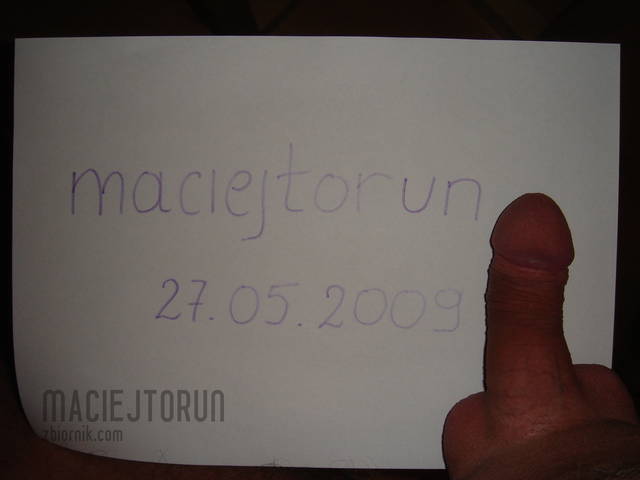 maciejtorun
27.05.2009
MACIEJTORUN
zbiornik.com